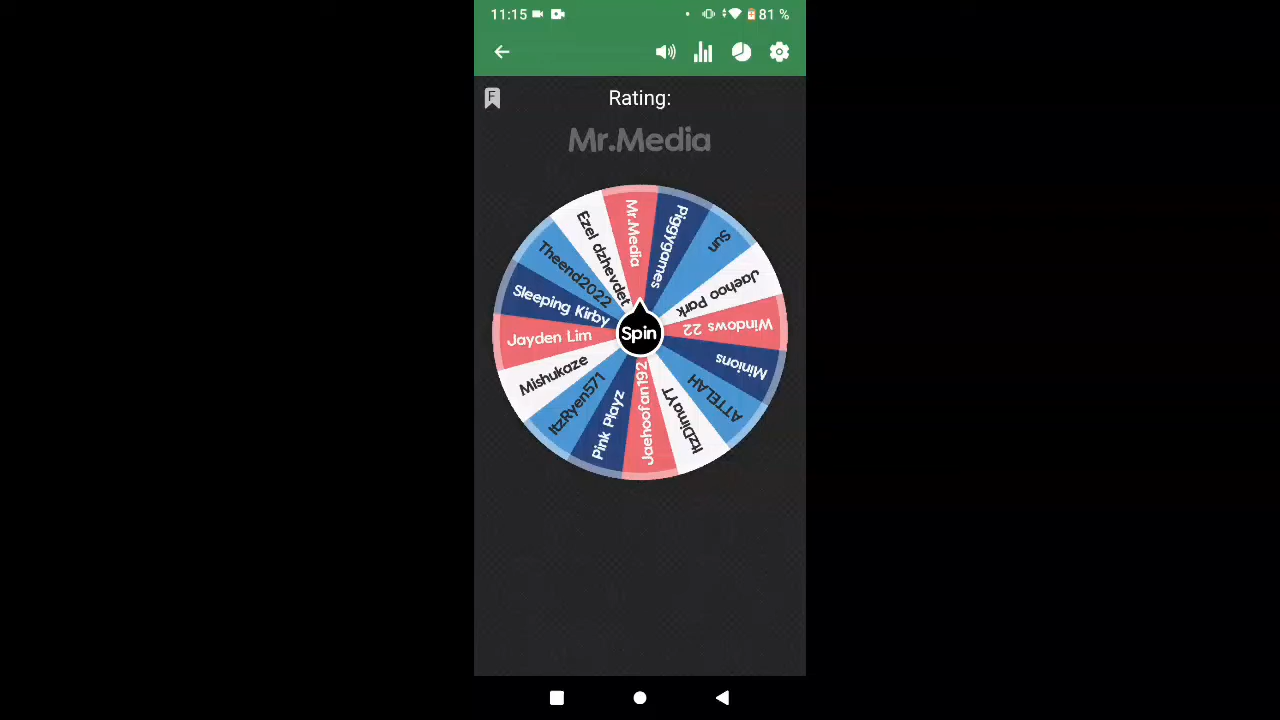 11:15
81 %
F
Rating:
Mr.Media
Mr.Media
Piggygames
Sun
Jaehoo Park
Windows 22
Minions
ATTELAH
ItzDimaYT
Jaehoofan192
Pink Playz
ItzRyen571
Mishukaze
Jayden Lim
Sleeping Kirby
Theend2022
Ezel dzhevdet
Spin